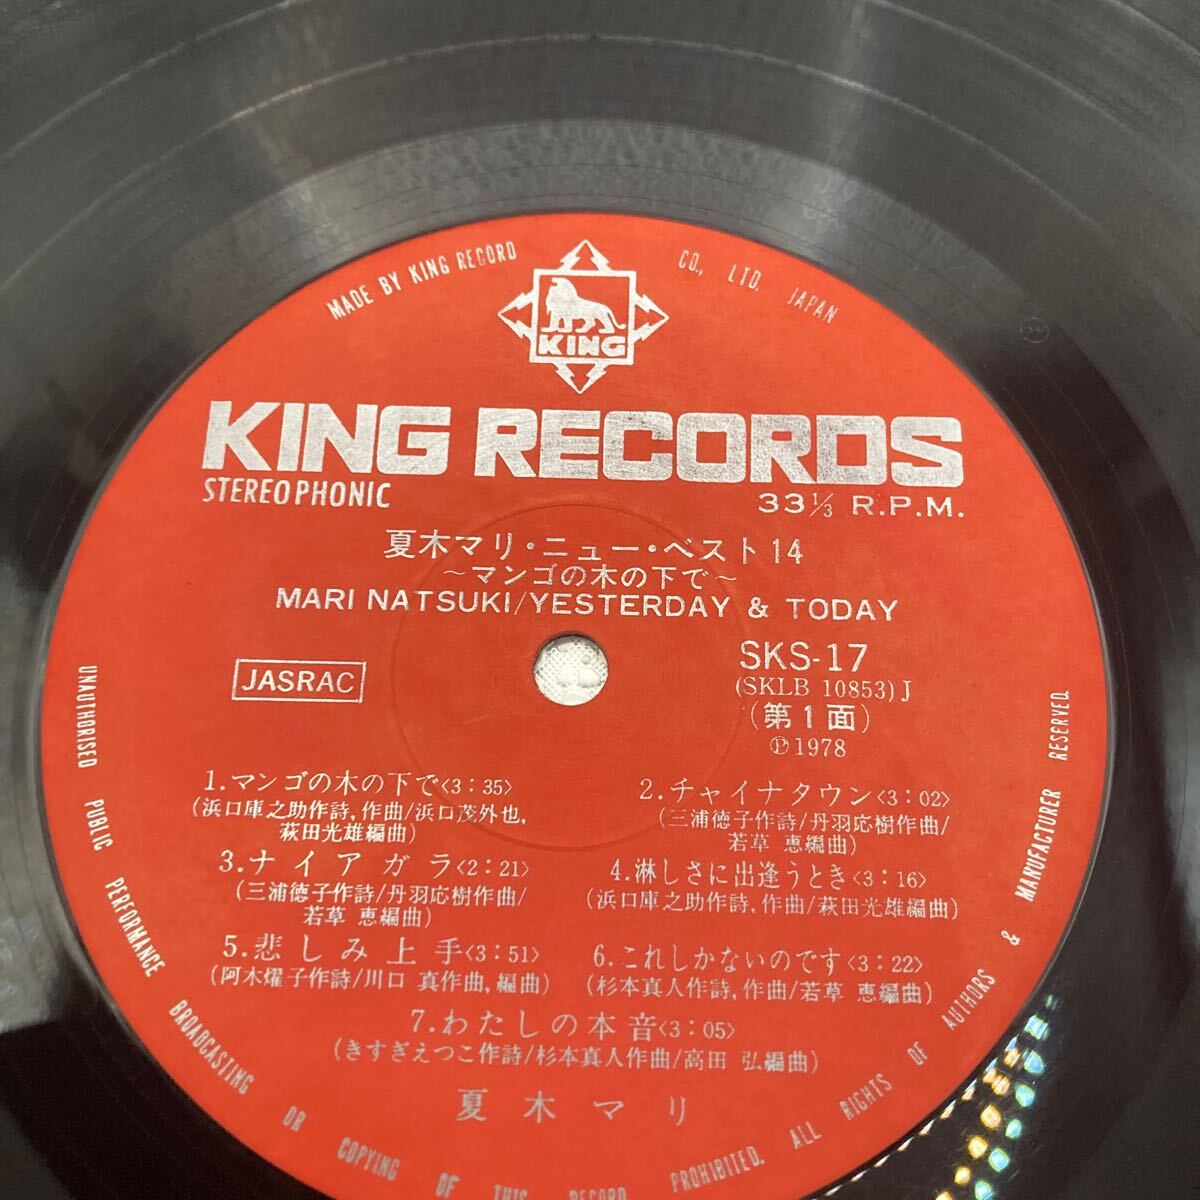 MADE BY KING RECORD CO., LTD. JAPAN
KING
KING RECORDS
STEREOPHONIC
33⅓ R.P.M.
夏木マリ・ニュー・ベスト14
~マンゴの木の下で~
MARI NATSUKI/YESTERDAY & TODAY
JASRAC
SKS-17
(SKLB 10853)J
(第1面)
Ⓟ1978
1.マンゴの木の下で<3:35>
(浜口庫之助作詩,作曲/浜口茂外也,
萩田光雄編曲)
2.チャイナタウン<3:02>
(三浦徳子作詩/丹羽応樹作曲/
若草 恵編曲)
3.ナイアガラ<2:21>
(三浦徳子作詩/丹羽応樹作曲/
若草 恵編曲)
4.淋しさに出逢うとき<3:16>
(浜口庫之助作詩,作曲/萩田光雄編曲)
5.悲しみ上手<3:51>
(阿木燿子作詩/川口 真作曲,編曲)
6.これしかないのです<3:22>
(杉本真人作詩,作曲/若草 恵編曲)
7.わたしの本音<3:05>
(きすぎえつこ作詩/杉本真人作曲/高田 弘編曲)
夏木マリ
UNAUTHORISED PUBLIC PERFORMANCE BROADCASTING OR COPYING OF THIS RECORD PROHIBITED. ALL RIGHTS OF AUTHORS & MANUFACTURER RESERVED.